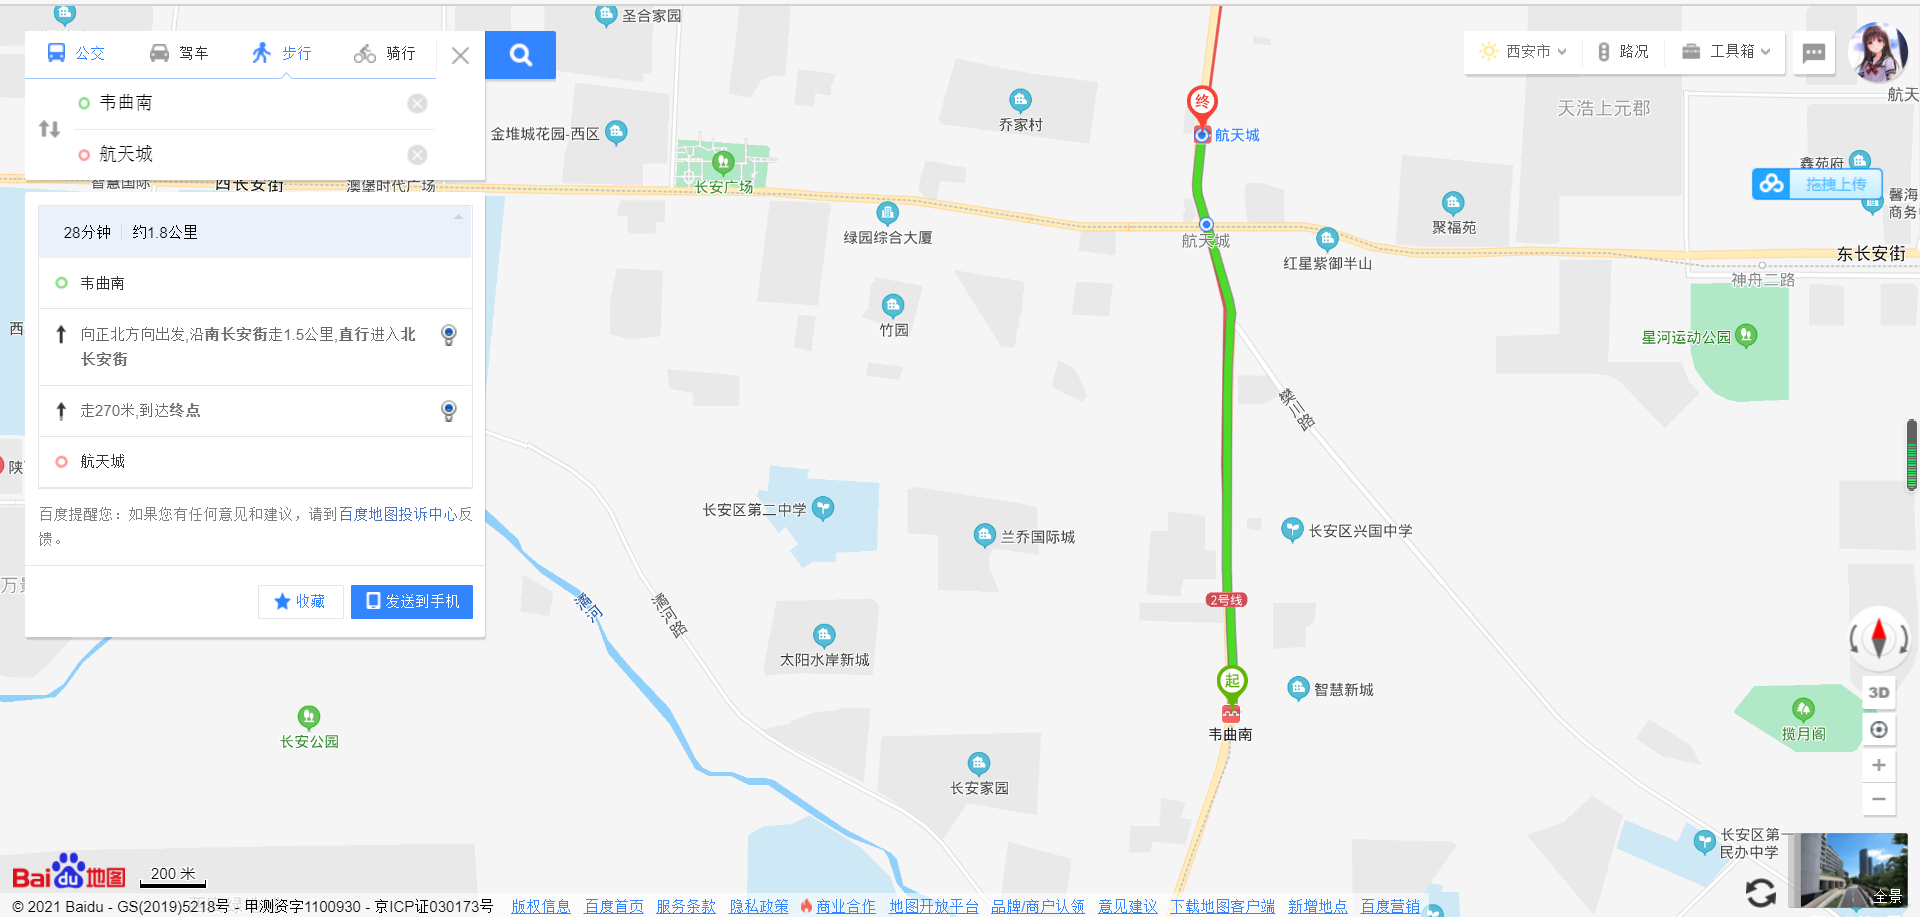 公交
驾车
步行
骑行
韦曲南
航天城
28分钟
约1.8公里
韦曲南
向正北方向出发,沿南长安街走1.5公里,直行进入北
长安街
走270米,到达终点
航天城
百度提醒您：如果您有任何意见和建议，请到百度地图投诉中心反
馈。
收藏
发送到手机
西安市
路况
工具箱
圣合家园
金堆城花园-西区
智慧国际
西长安街
澳堡时代广场
长安广场
乔家村
终
航天城
航天城
绿园综合大厦
竹园
红星紫御半山
聚福苑
天浩上元郡
航天
鑫苑府
拖拽上传
馨海
商务
东长安街
神舟二路
星河运动公园
樊川路
西
陕
万景
长安区第二中学
兰乔国际城
长安区兴国中学
2号线
潏河
潏河路
太阳水岸新城
起
韦曲南
智慧新城
长安公园
长安家园
揽月阁
3D
长安区第一
民办中学
全景
Bai du 地图
200 米
© 2021 Baidu - GS(2019)5218号 - 甲测资字1100930 - 京ICP证030173号
版权信息
百度首页
服务条款
隐私政策
商业合作
地图开放平台
品牌/商户认领
意见建议
下载地图客户端
新增地点
百度营销